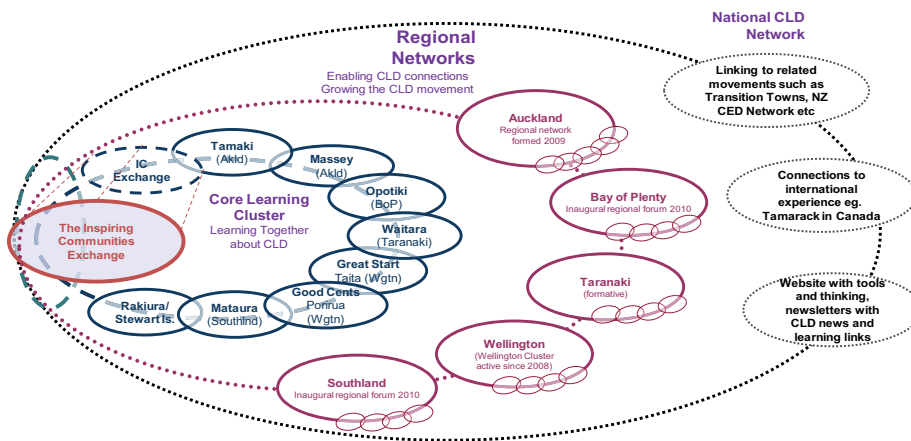 Regional
Networks
Enabling CLD connections
Growing the CLD movement
National CLD
Network
Linking to related
movements such as
Transition Towns, NZ
CED Network etc
Connections to
international
experience eg.
Tamarack in Canada
Website with tools
and thinking,
newsletters with
CLD news and
learning links
Auckland
Regional network
formed 2009
Bay of Plenty
Inaugural regional forum 2010
Taranaki
(formative)
Wellington
(Wellington Cluster
active since 2008)
Southland
Inaugural regional forum 2010
Core Learning
Cluster
Learning Together
about CLD
IC
Exchange
Tamaki
(Akld)
Massey
(Akld)
Opotiki
(BoP)
Waitara
(Taranaki)
Great Start
Taita (Wgtn)
Good Cents
Porirua
(Wgtn)
Mataura
(Southlnd)
Rakiura/
Stewart Is.
The Inspiring
Communities
Exchange